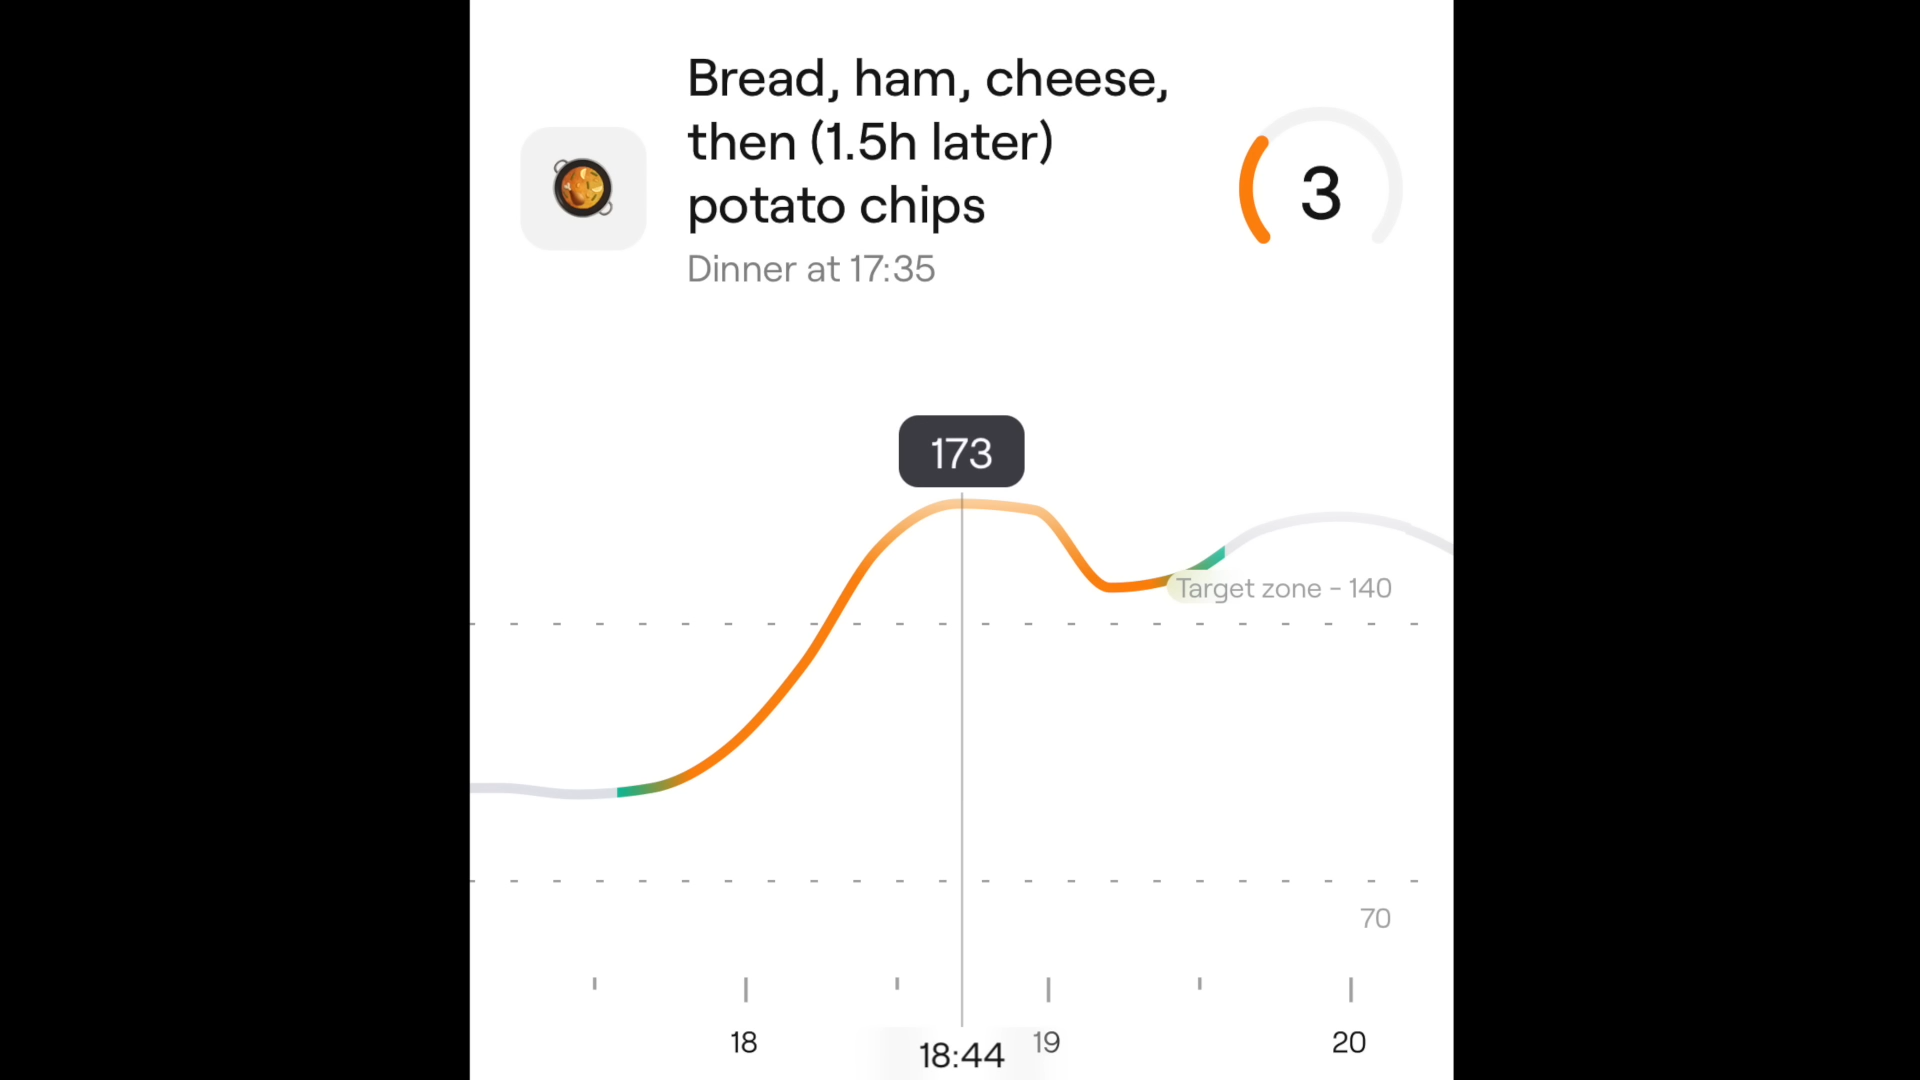 Bread, ham, cheese,
then (1.5h later)
potato chips
Dinner at 17:35
3
173
Target zone - 140
70
18
18:44
19
20